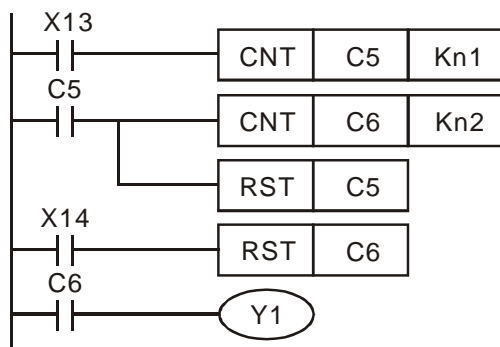 X13
CNT C5 Kn1
C5
CNT C6 Kn2
RST C5
X14
RST C6
C6
Y1